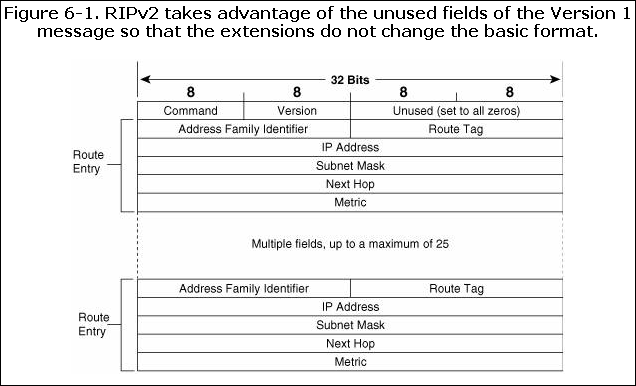 Figure 6-1. RIPv2 takes advantage of the unused fields of the Version 1
message so that the extensions do not change the basic format.
32 Bits
8 8 8 8
Command Version Unused (set to all zeros)
Address Family Identifier Route Tag
IP Address
Route
Entry
Subnet Mask
Next Hop
Metric
Multiple fields, up to a maximum of 25
Address Family Identifier Route Tag
IP Address
Route
Entry
Subnet Mask
Next Hop
Metric